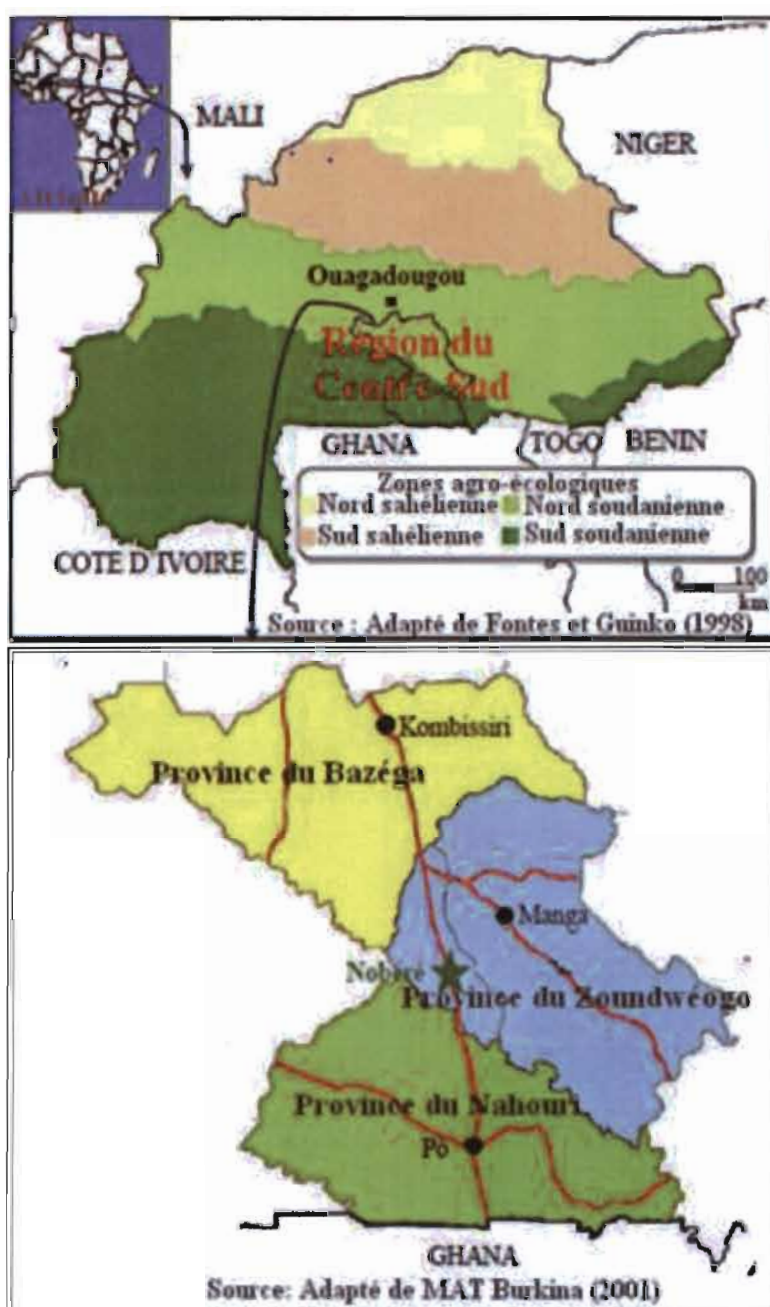 MALI
NIGER
Ouagadougou
Région du
Centre-Sud
GHANA
TOGO
BENIN
Zones agro-écologiques
Nord sahélienne
Nord soudanienne
Sud sahélienne
Sud soudanienne
COTE D'IVOIRE
0 100
km
Source : Adapté de Fontes et Guinko (1998)
Kombissiri
Province du Bazéga
Manga
Nobéré
Province du Zoundwéogo
Province du Nahouri
Pô
GHANA
Source: Adapté de MAT Burkina (2001)